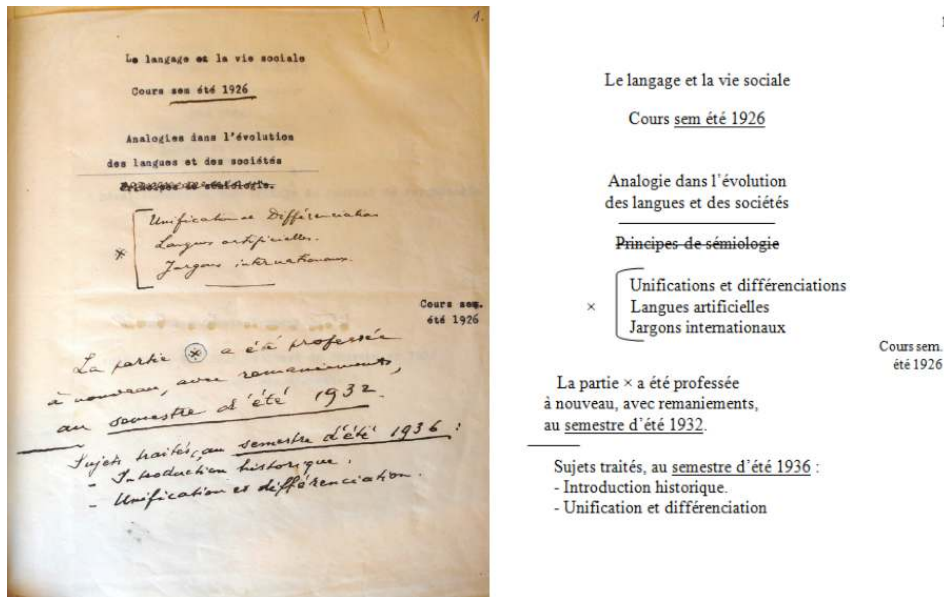 1.
Le langage et la vie sociale
Cours sem été 1926
Analogies dans l'évolution
des langues et des sociétés
Principes de sémiologie.
Unification et Différenciation
Langues artificielles.
× Jargons internationaux.
Cours sem.
été 1926
La partie × a été professée
à nouveau, avec remaniements,
au semestre d'été 1932.
Sujets traités, au semestre d'été 1936 :
- Introduction historique.
- Unification et différenciation.
1
Le langage et la vie sociale
Cours sem été 1926
Analogie dans l'évolution
des langues et des sociétés
Principes de sémiologie
Unifications et différenciations
× Langues artificielles
Jargons internationaux
Cours sem.
été 1926
La partie × a été professée
à nouveau, avec remaniements,
au semestre d'été 1932.
Sujets traités, au semestre d'été 1936 :
- Introduction historique.
- Unification et différenciation